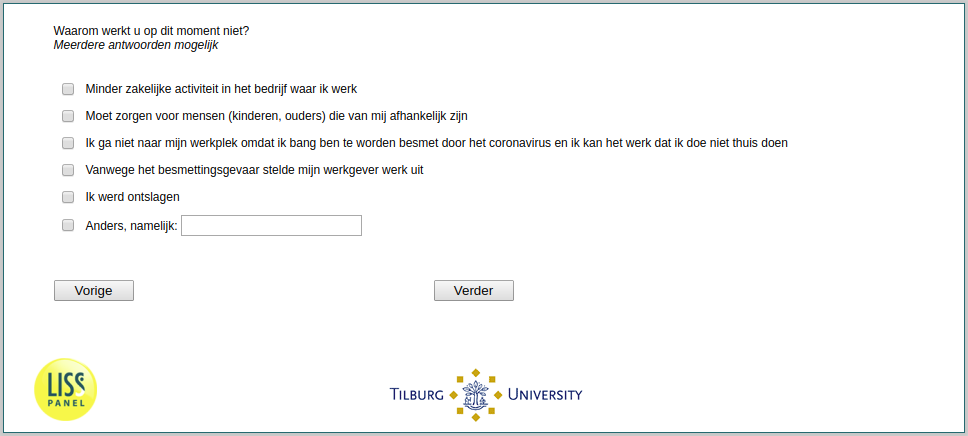 Waarom werkt u op dit moment niet?
Meerdere antwoorden mogelijk
Minder zakelijke activiteit in het bedrijf waar ik werk
Moet zorgen voor mensen (kinderen, ouders) die van mij afhankelijk zijn
Ik ga niet naar mijn werkplek omdat ik bang ben te worden besmet door het coronavirus en ik kan het werk dat ik doe niet thuis doen
Vanwege het besmettingsgevaar stelde mijn werkgever werk uit
Ik werd ontslagen
Anders, namelijk:
Vorige
Verder
LISS
PANEL
TILBURG UNIVERSITY